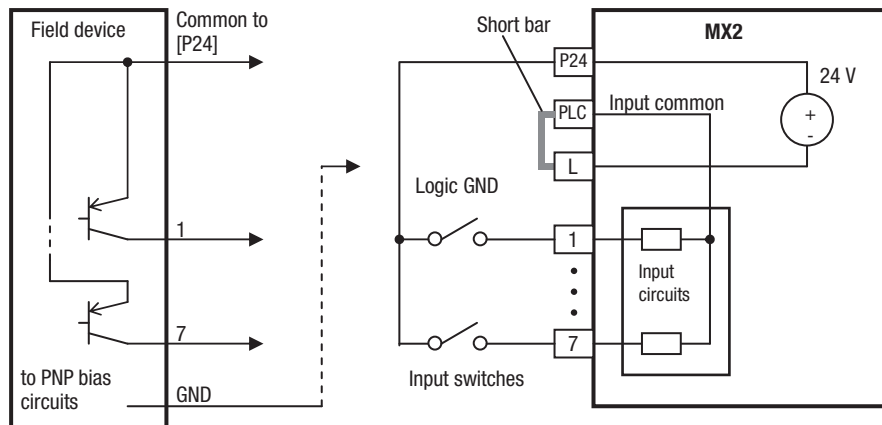 Field device
Common to
[P24]
1
7
to PNP bias
circuits
GND
Short bar
MX2
P24
24 V
PLC
Input common
+
-
L
Logic GND
1
Input
circuits
7
Input switches